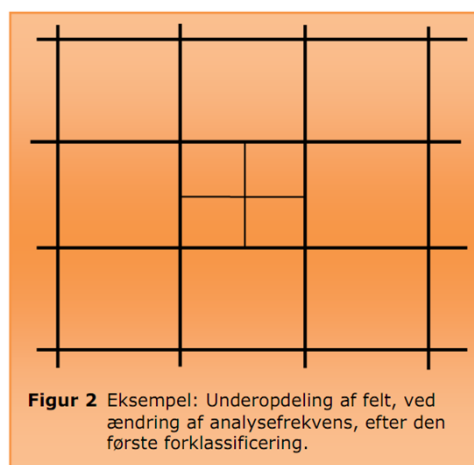 Figur 2 Eksempel: Underopdeling af felt, ved
ændring af analysefrekvens, efter den
første forklassificering.